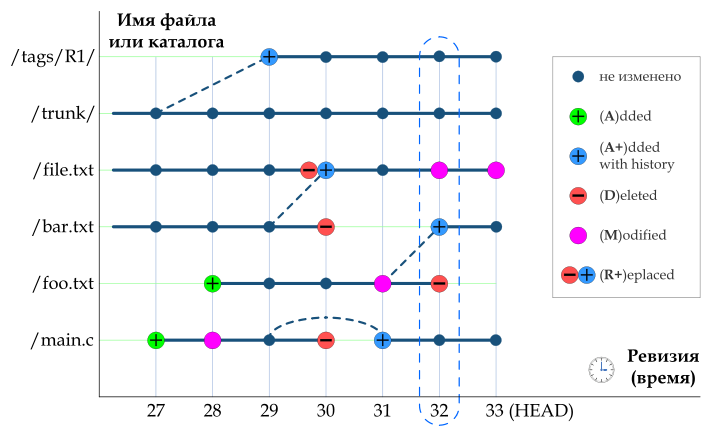 Имя файла
или каталога
/tags/R1/
/trunk/
/file.txt
/bar.txt
/foo.txt
/main.c
27 28 29 30 31 32 33 (HEAD)
не изменено
(A)dded
(A+)dded
with history
(D)eleted
(M)odified
(R+)eplaced
Ревизия
(время)